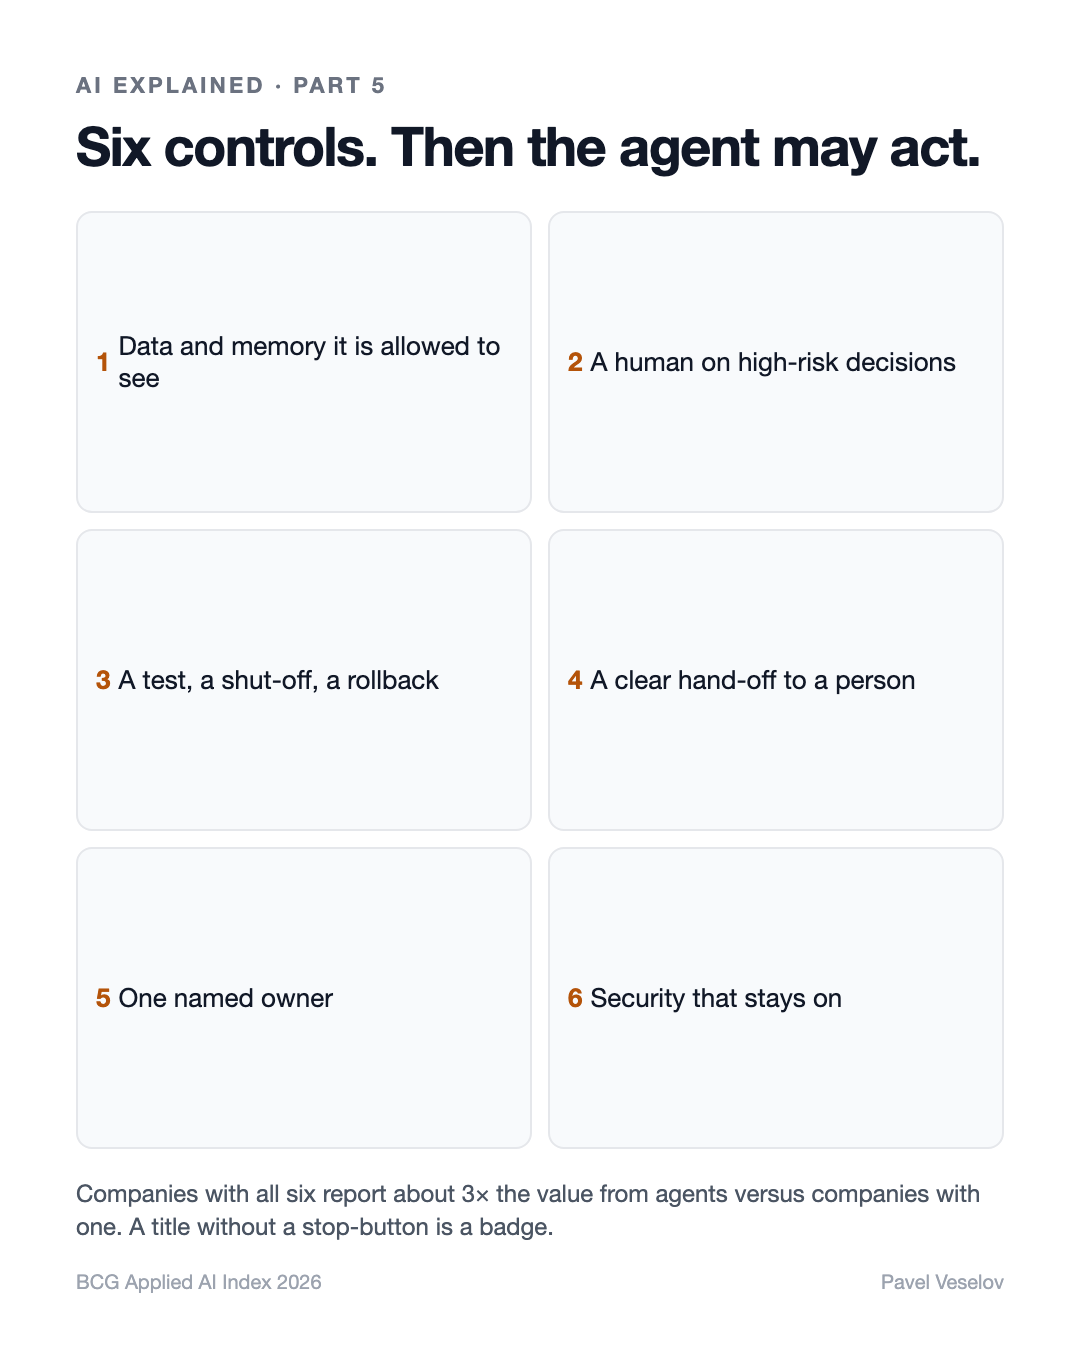 AI EXPLAINED · PART 5
Six controls. Then the agent may act.
1 Data and memory it is allowed to
see
2 A human on high-risk decisions
3 A test, a shut-off, a rollback
4 A clear hand-off to a person
5 One named owner
6 Security that stays on
Companies with all six report about 3× the value from agents versus companies with
one. A title without a stop-button is a badge.
BCG Applied AI Index 2026
Pavel Veselov